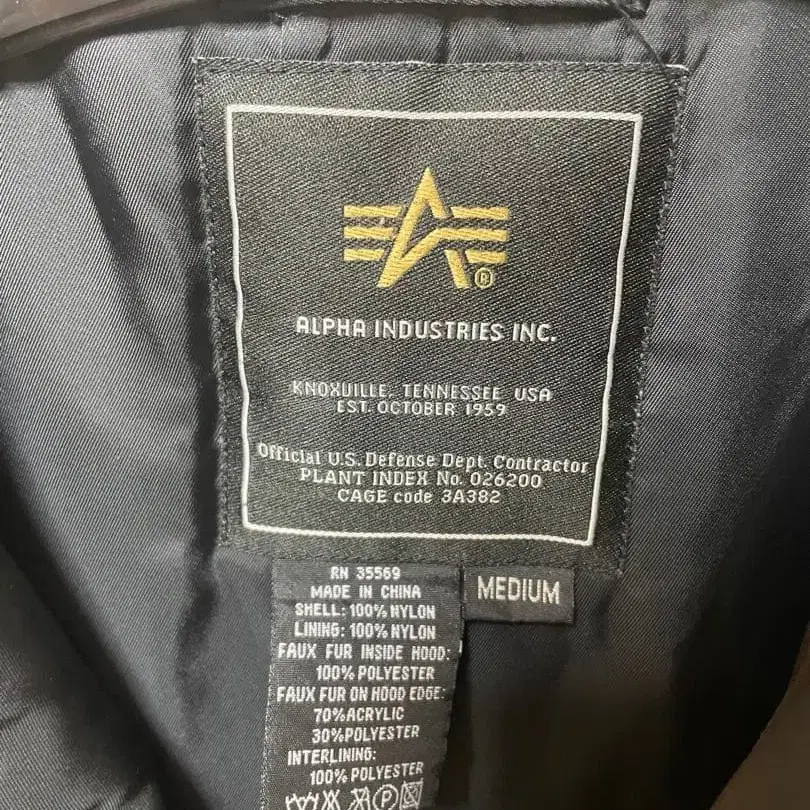 ®
ALPHA INDUSTRIES INC.
KNOXVILLE, TENNESSEE USA
EST. OCTOBER 1959
Official U.S. Defense Dept. Contractor
PLANT INDEX No. 026200
CAGE code 3A382
RN 35569
MADE IN CHINA
SHELL: 100% NYLON
LINING: 100% NYLON
FAUX FUR INSIDE HOOD:
100% POLYESTER
FAUX FUR ON HOOD EDGE:
70% ACRYLIC
30% POLYESTER
INTERLINING:
100% POLYESTER
MEDIUM